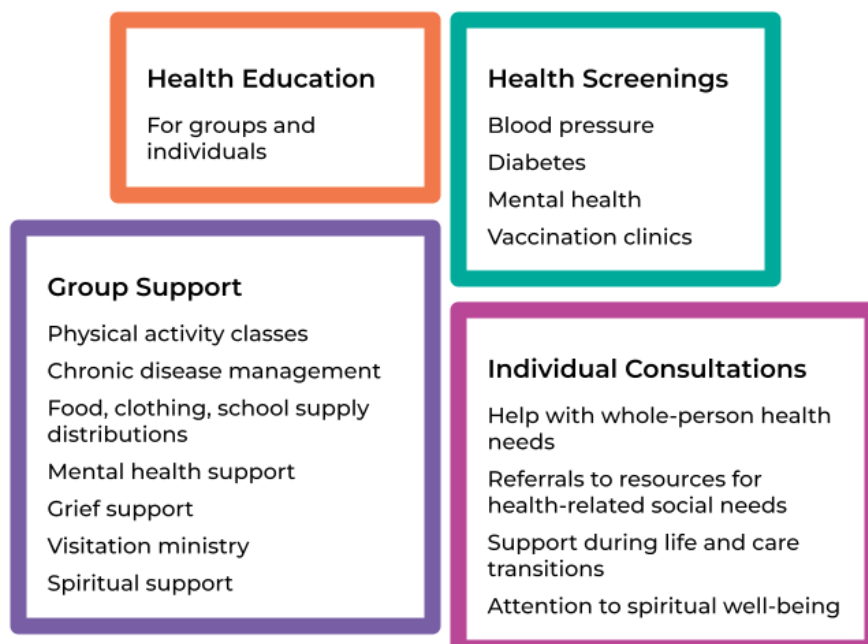 Health Education
For groups and
individuals
Health Screenings
Blood pressure
Diabetes
Mental health
Vaccination clinics
Group Support
Physical activity classes
Chronic disease management
Food, clothing, school supply
distributions
Mental health support
Grief support
Visitation ministry
Spiritual support
Individual Consultations
Help with whole-person health
needs
Referrals to resources for
health-related social needs
Support during life and care
transitions
Attention to spiritual well-being